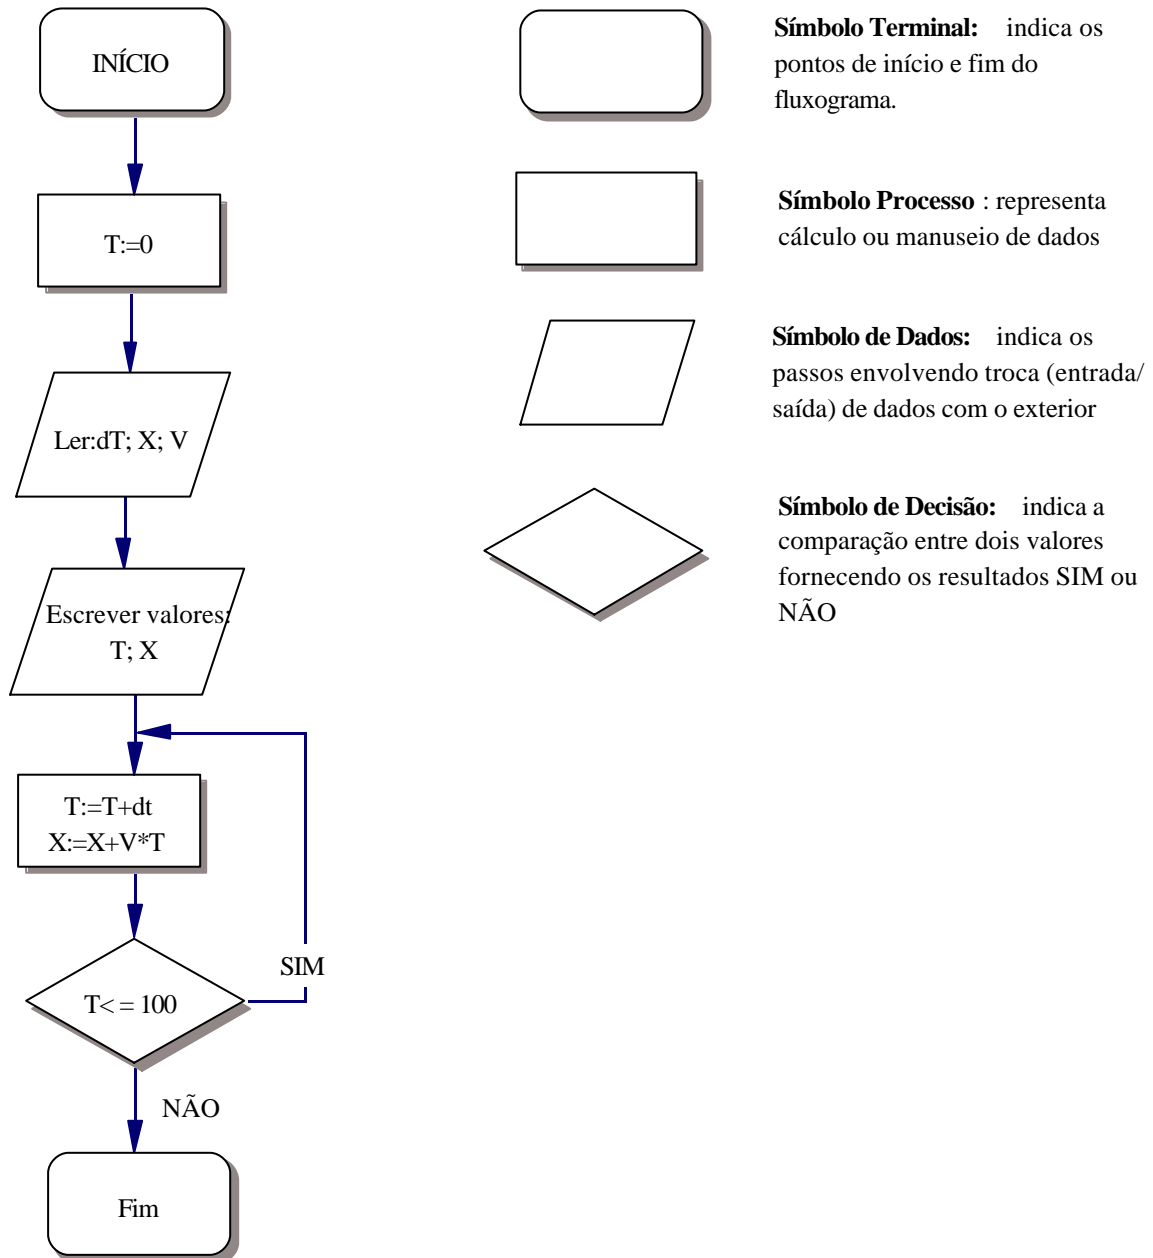 INÍCIO
T:=0
Ler:dT; X; V
Escrever valores:
T; X
T:=T+dt
X:=X+V*T
SIM
T< = 100
NÃO
Fim
Símbolo Terminal: indica os
pontos de início e fim do
fluxograma.
Símbolo Processo : representa
cálculo ou manuseio de dados
Símbolo de Dados: indica os
passos envolvendo troca (entrada/
saída) de dados com o exterior
Símbolo de Decisão: indica a
comparação entre dois valores
fornecendo os resultados SIM ou
NÃO